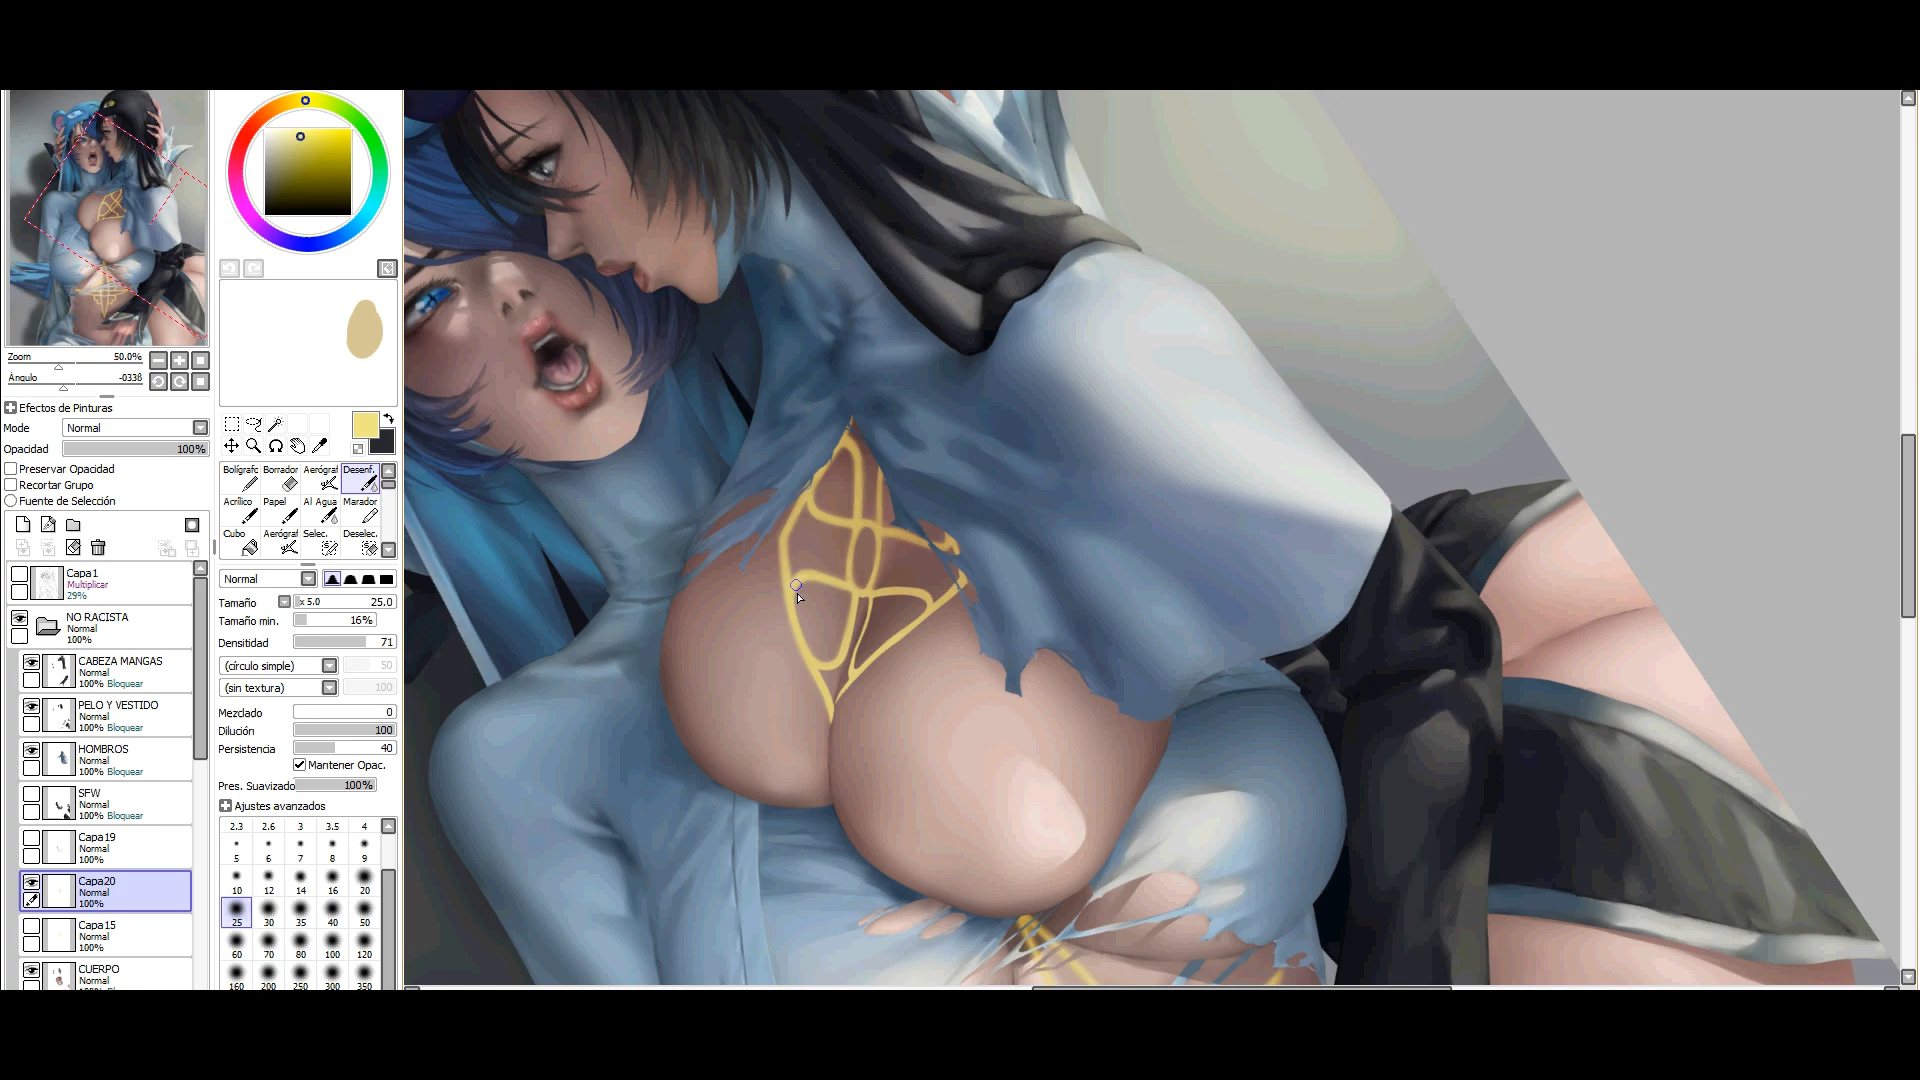 Zoom 50.0%
Ángulo -033ß
Efectos de Pinturas
Mode Normal
Opacidad 100%
Preservar Opacidad
Recortar Grupo
Fuente de Selección
Capa1
Multiplicar
29%
NO RACISTA
Normal
100%
CABEZA MANGAS
Normal
100% Bloquear
PELO Y VESTIDO
Normal
100% Bloquear
HOMBROS
Normal
100% Bloquear
SFW
Normal
100% Bloquear
Capa19
Normal
100%
Capa20
Normal
100%
Capa15
Normal
100%
CUERPO
Normal
Bolígrafc Borrador Aerógraf Desenf.
Acrílico Papel Al Agua Marador
Cubo Aerógraf Selec. Deselec.
Normal
Tamaño x 5.0 25.0
Tamaño min. 16%
Densitidad 71
(círculo simple) 50
(sin textura) 100
Mezclado 0
Dilución 100
Persistencia 40
Mantener Opac.
Pres. Suavizado 100%
Ajustes avanzados
2.3 2.6 3 3.5 4
5 6 7 8 9
10 12 14 16 20
25 30 35 40 50
60 70 80 100 120
160 200 250 300 350